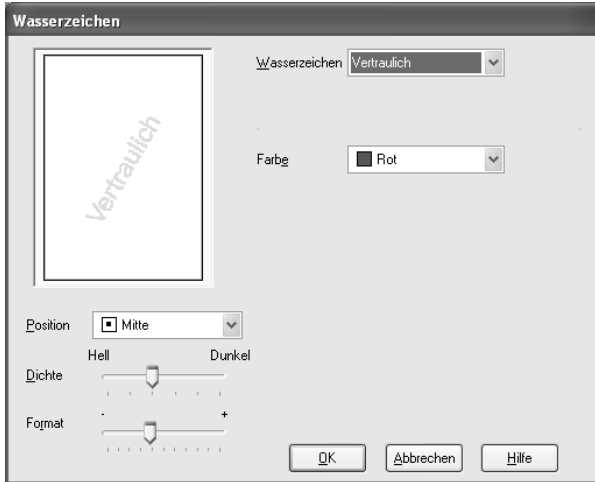 Wasserzeichen
Wasserzeichen Vertraulich
Vertraulich
Farbe Rot
Position Mitte
Hell Dunkel
Dichte
- +
Format
OK Abbrechen Hilfe